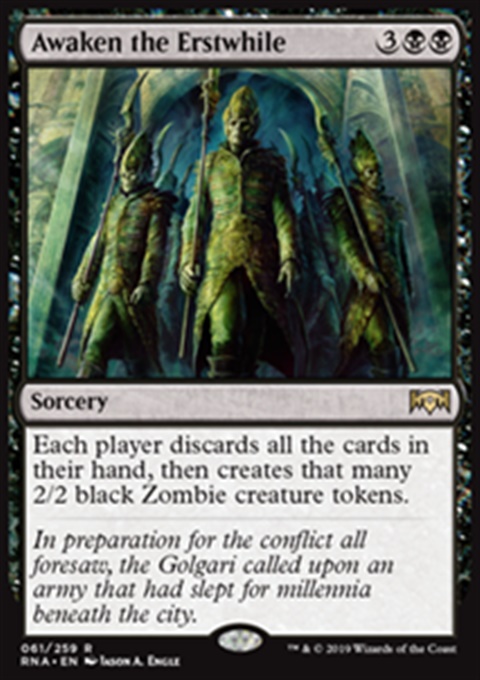 Awaken the Erstwhile 3
Sorcery
Each player discards all the cards in
their hand, then creates that many
2/2 black Zombie creature tokens.
In preparation for the conflict all
foresaw, the Golgari called upon an
army that had slept for millennia
beneath the city.
061/259 R
RNA • EN Jason A. Engle
™ & © 2019 Wizards of the Coast